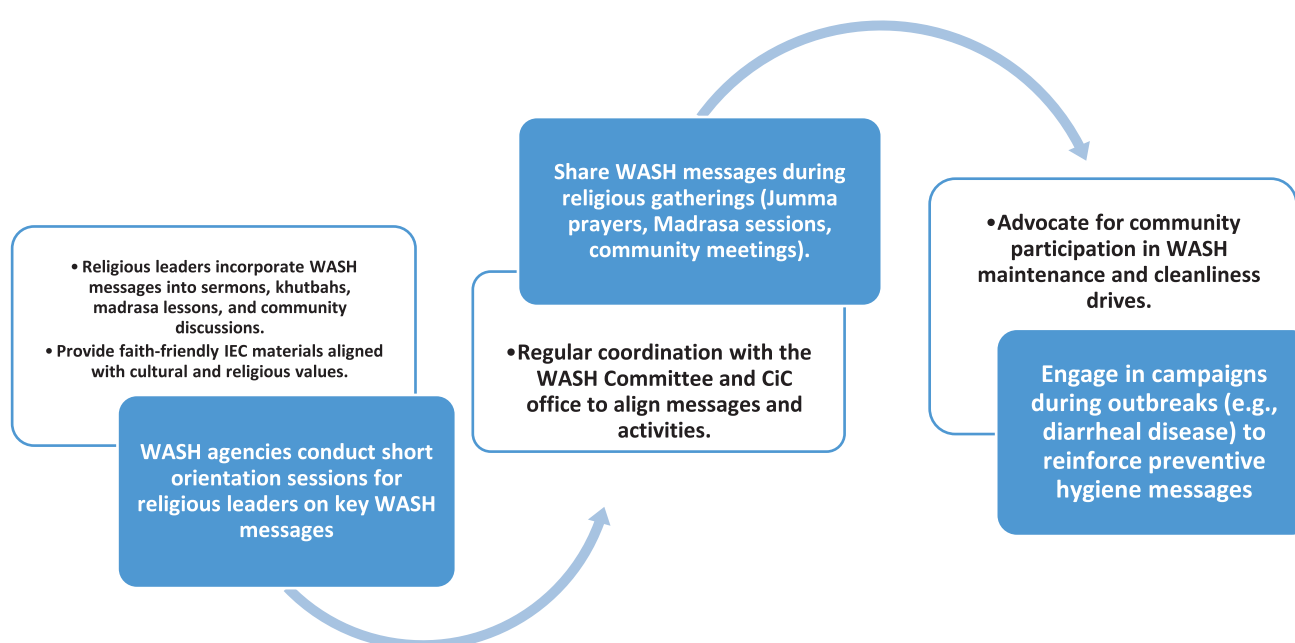 • Religious leaders incorporate WASH
messages into sermons, khutbahs,
madrasa lessons, and community
discussions.
• Provide faith-friendly IEC materials aligned
with cultural and religious values.
WASH agencies conduct short
orientation sessions for
religious leaders on key WASH
messages
Share WASH messages during
religious gatherings (Jumma
prayers, Madrasa sessions,
community meetings).
•Regular coordination with the
WASH Committee and CiC
office to align messages and
activities.
•Advocate for community
participation in WASH
maintenance and cleanliness
drives.
Engage in campaigns
during outbreaks (e.g.,
diarrheal disease) to
reinforce preventive
hygiene messages